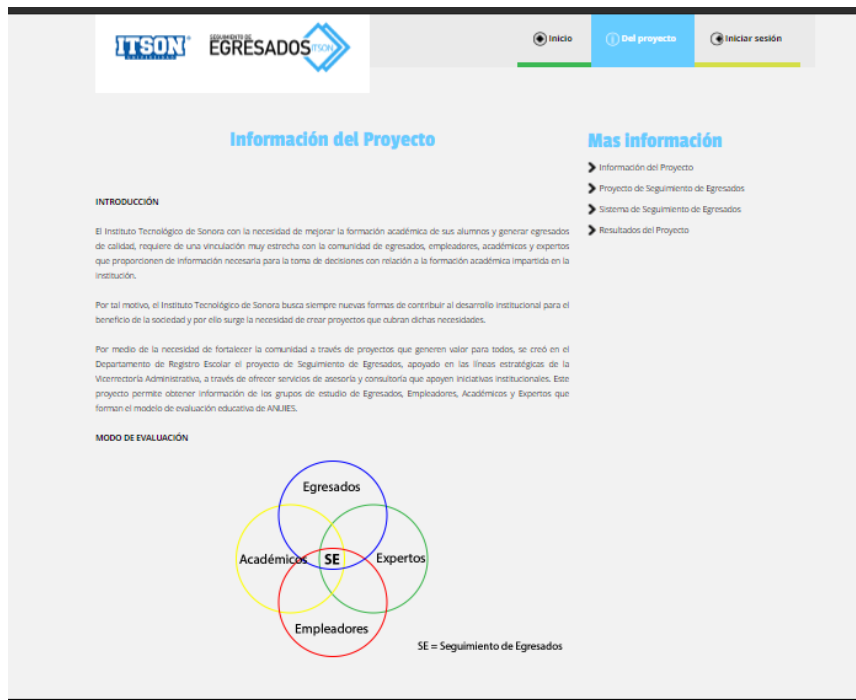 ITSON
SEGUIMIENTO DE
EGRESADOS ITSON
Inicio
Del proyecto
Iniciar sesión
Información del Proyecto
INTRODUCCIÓN
El Instituto Tecnológico de Sonora con la necesidad de mejorar la formación académica de sus alumnos y generar egresados
de calidad, requiere de una vinculación muy estrecha con la comunidad de egresados, empleadores, académicos y expertos
que proporcionen de información necesaria para la toma de decisiones con relación a la formación académica impartida en la
institución.
Por tal motivo, el Instituto Tecnológico de Sonora busca siempre nuevas formas de contribuir al desarrollo institucional para el
beneficio de la sociedad y por ello surge la necesidad de crear proyectos que cubran dichas necesidades.
Por medio de la necesidad de fortalecer la comunidad a través de proyectos que generen valor para todos, se creó en el
Departamento de Registro Escolar el proyecto de Seguimiento de Egresados, apoyado en las líneas estratégicas de la
Vicerrectoría Administrativa, a través de ofrecer servicios de asesoría y consultoría que apoyen iniciativas institucionales. Este
proyecto permite obtener información de los grupos de estudio de Egresados, Empleadores, Académicos y Expertos que
forman el modelo de evaluación educativa de ANUIES.
MODO DE EVALUACIÓN
Egresados
Académicos
SE
Expertos
Empleadores
SE = Seguimiento de Egresados
Mas información
Información del Proyecto
Proyecto de Seguimiento de Egresados
Sistema de Seguimiento de Egresados
Resultados del Proyecto